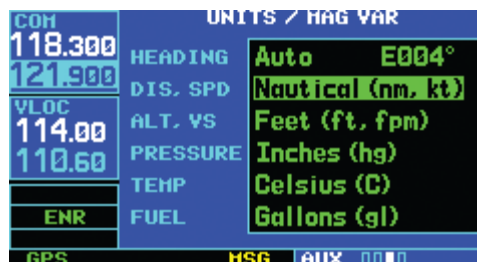 COM
118.300
121.900
VLOC
114.00
110.60
ENR
UNITS / MAG VAR
HEADING Auto E004°
DIS, SPD Nautical (nm, kt)
ALT, VS Feet (ft, fpm)
PRESSURE Inches (hg)
TEMP Celsius (C)
FUEL Gallons (gl)
GPS MSG AUX